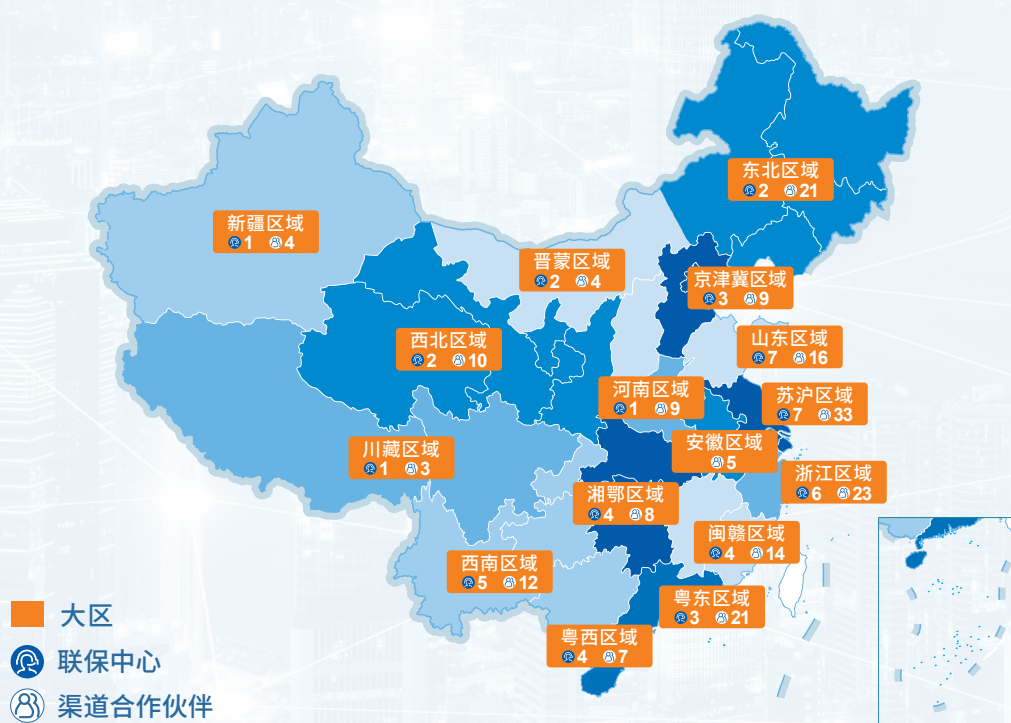 东北区域
2 21
新疆区域
1 4
晋蒙区域
2 4
京津冀区域
3 9
西北区域
2 10
山东区域
7 16
河南区域
1 9
苏沪区域
7 33
川藏区域
1 3
安徽区域
5
浙江区域
6 23
湘鄂区域
4 8
闽赣区域
4 14
西南区域
5 12
粤东区域
3 21
粤西区域
4 7
大区
联保中心
渠道合作伙伴